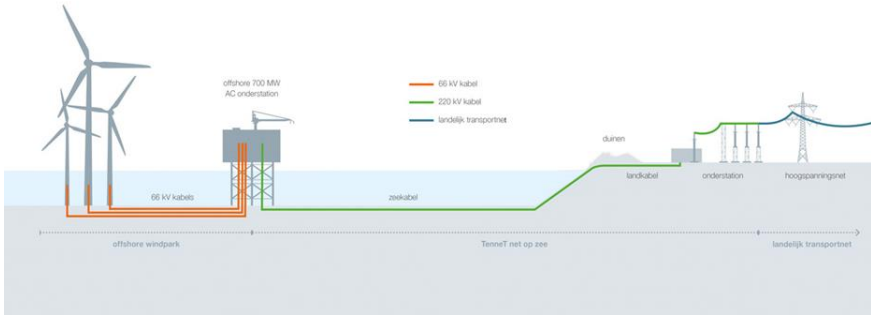 offshore 700 MW
AC onderstation
66 kV kabel
220 kV kabel
landelijk transportnet
duinen
66 kV kabels
zeekabel
landkabel
onderstation
hoogspanningsnet
offshore windpark
TenneT net op zee
landelijk transportnet